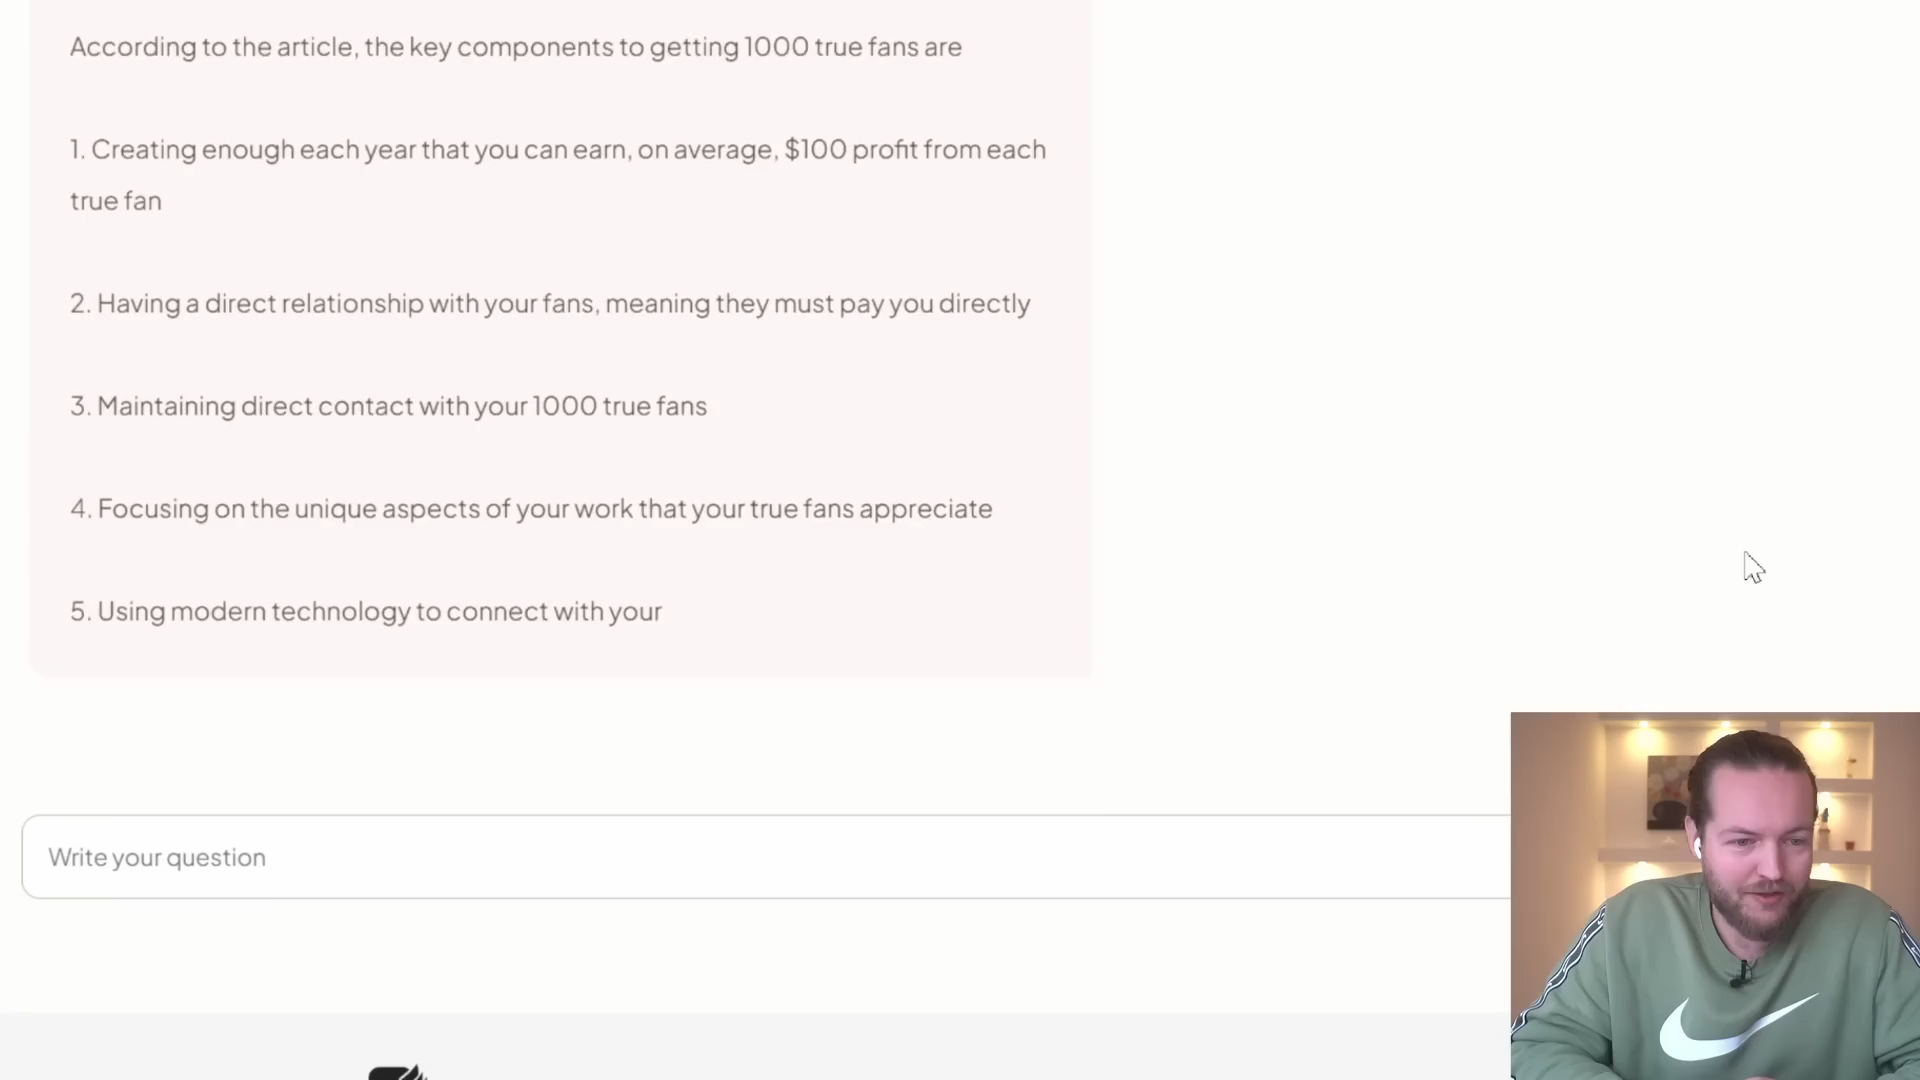 According to the article, the key components to getting 1000 true fans are
1. Creating enough each year that you can earn, on average, $100 profit from each
true fan
2. Having a direct relationship with your fans, meaning they must pay you directly
3. Maintaining direct contact with your 1000 true fans
4. Focusing on the unique aspects of your work that your true fans appreciate
5. Using modern technology to connect with your
Write your question